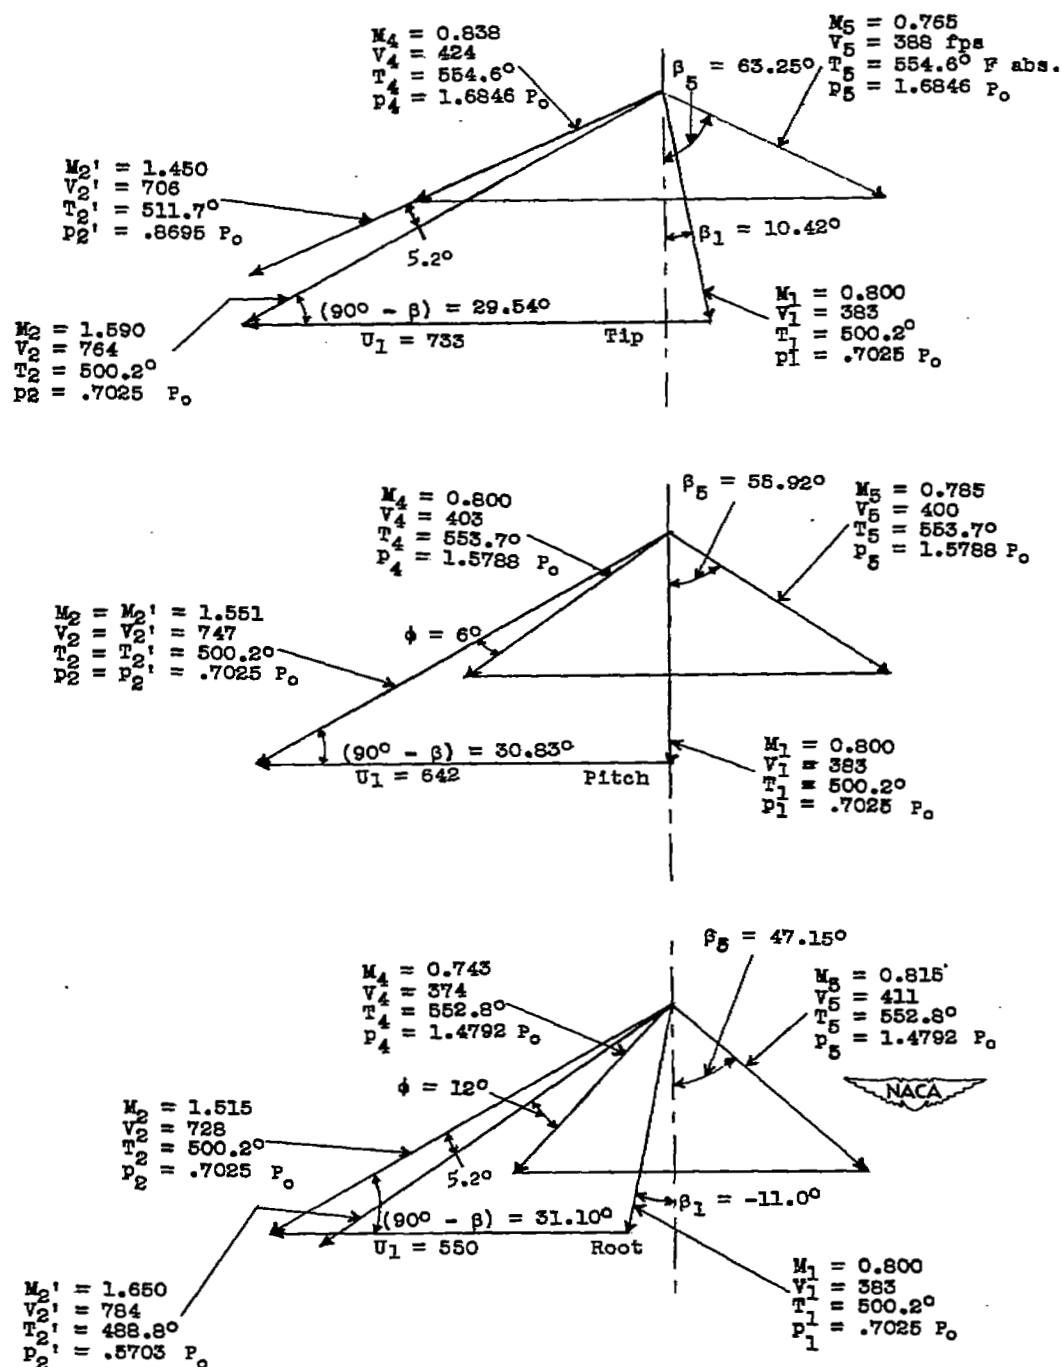 M4 = 0.838
V4 = 424
T4 = 554.6°
p4 = 1.6846 Po
β5 = 63.25°
M5 = 0.765
V5 = 388 fps
T5 = 554.6° F abs.
p5 = 1.6846 Po
M2' = 1.450
V2' = 706
T2' = 511.7°
p2' = .8695 Po
5.2°
β1 = 10.42°
(90° - β) = 29.54°
U1 = 733
Tip
M2 = 1.590
V2 = 764
T2 = 500.2°
p2 = .7025 Po
M1 = 0.800
V1 = 383
T1 = 500.2°
p1 = .7025 Po
M4 = 0.800
V4 = 403
T4 = 553.7°
p4 = 1.5788 Po
β5 = 55.92°
M5 = 0.785
V5 = 400
T5 = 553.7°
p5 = 1.5788 Po
M2 = M2' = 1.551
V2 = V2' = 747
T2 = T2' = 500.2°
p2 = p2' = .7025 Po
φ = 6°
(90° - β) = 30.83°
U1 = 642
Pitch
M1 = 0.800
V1 = 383
T1 = 500.2°
p1 = .7025 Po
β5 = 47.15°
M4 = 0.743
V4 = 374
T4 = 552.8°
p4 = 1.4792 Po
M5 = 0.815
V5 = 411
T5 = 552.8°
p5 = 1.4792 Po
φ = 12°
NACA
M2 = 1.515
V2 = 728
T2 = 500.2°
p2 = .7025 Po
5.2°
β1 = -11.0°
(90° - β) = 31.10°
U1 = 550
Root
M2' = 1.650
V2' = 784
T2' = 488.8°
p2' = .5703 Po
M1 = 0.800
V1 = 383
T1 = 500.2°
p1 = .7025 Po